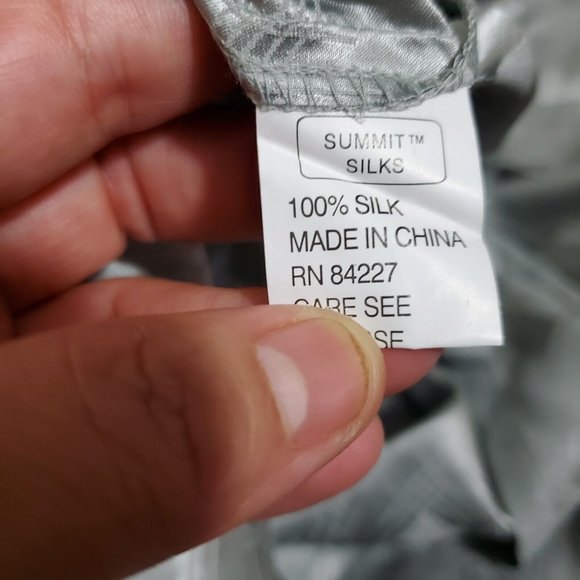 SUMMIT™
SILKS
100% SILK
MADE IN CHINA
RN 84227
CARE SEE